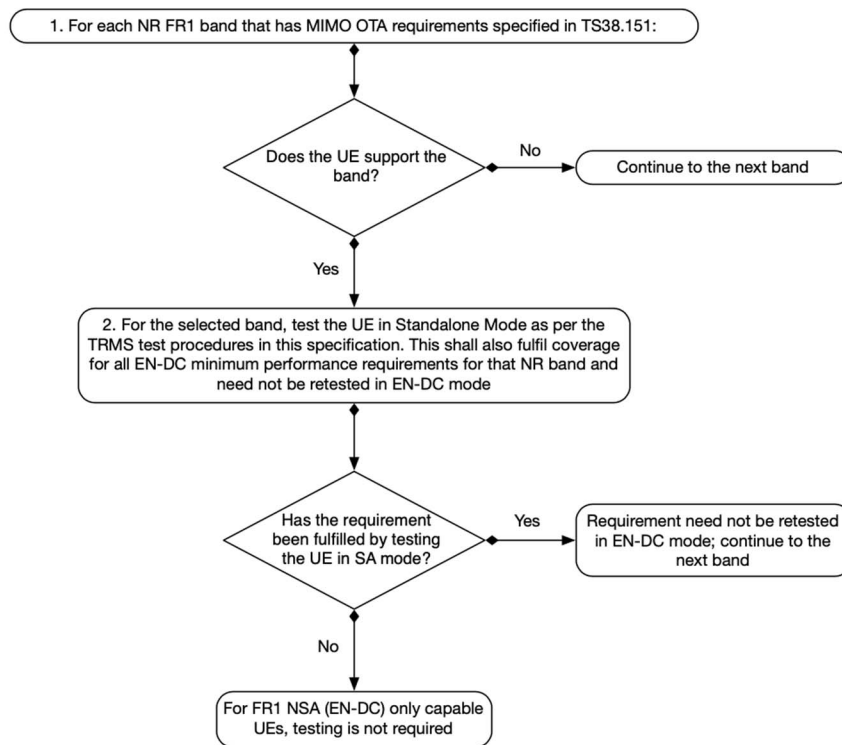 1. For each NR FR1 band that has MIMO OTA requirements specified in TS38.151:
Does the UE support the
band?
No
Continue to the next band
Yes
2. For the selected band, test the UE in Standalone Mode as per the
TRMS test procedures in this specification. This shall also fulfil coverage
for all EN-DC minimum performance requirements for that NR band and
need not be retested in EN-DC mode
Has the requirement
been fulfilled by testing
the UE in SA mode?
Yes
Requirement need not be retested
in EN-DC mode; continue to the
next band
No
For FR1 NSA (EN-DC) only capable
UEs, testing is not required